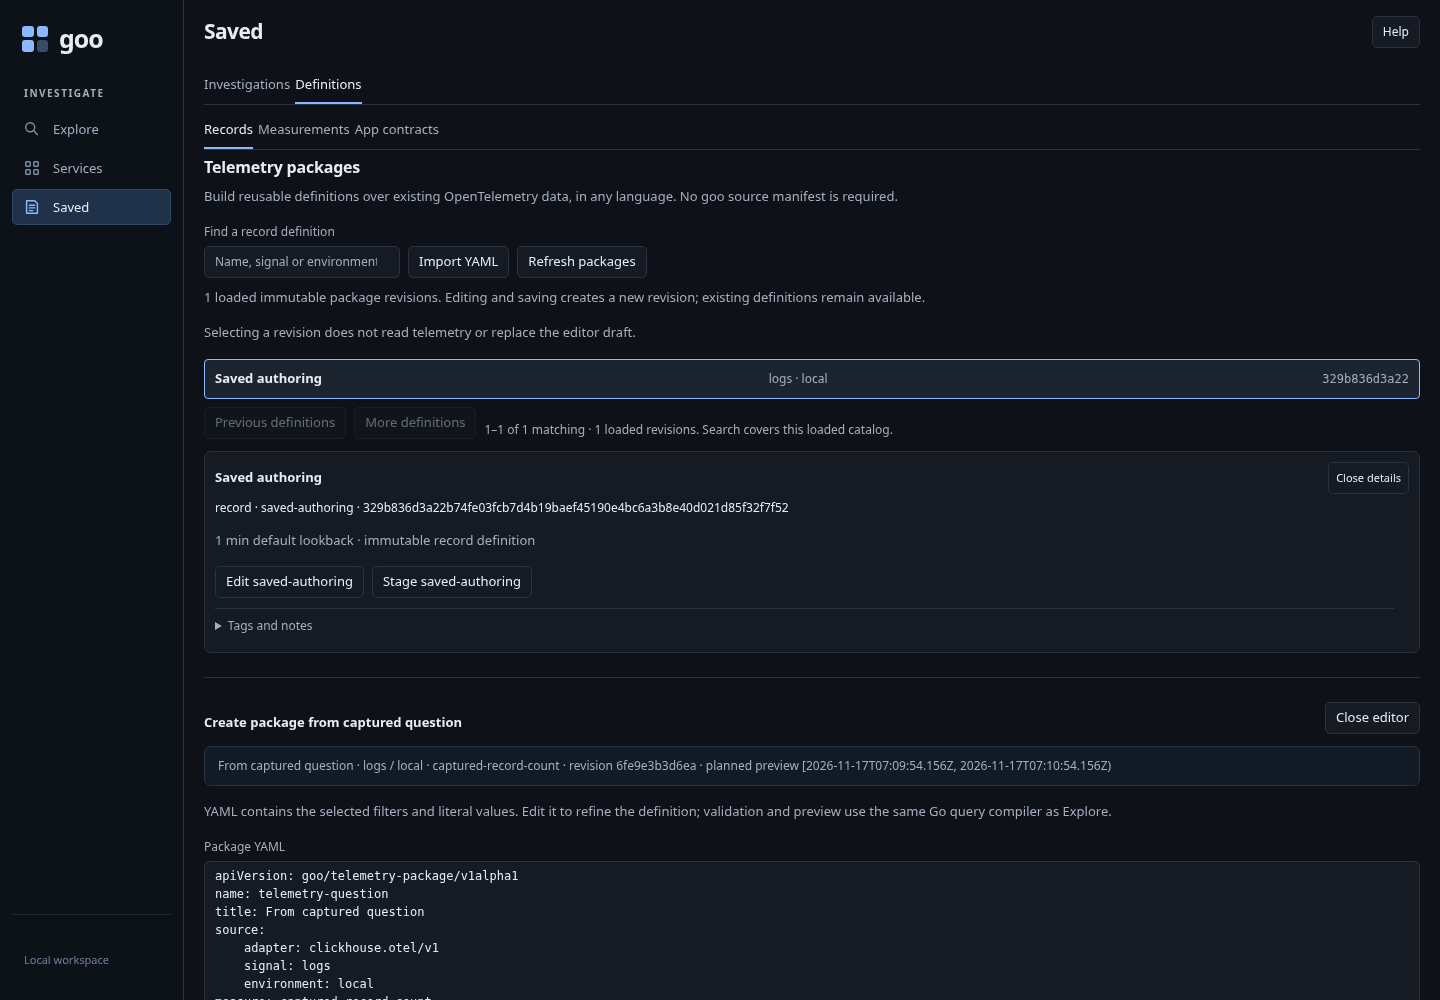 goo
INVESTIGATE
Explore
Services
Saved
Local workspace
Saved
Help
Investigations Definitions
Records Measurements App contracts
Telemetry packages
Build reusable definitions over existing OpenTelemetry data, in any language. No goo source manifest is required.
Find a record definition
Name, signal or environment Import YAML Refresh packages
1 loaded immutable package revisions. Editing and saving creates a new revision; existing definitions remain available.
Selecting a revision does not read telemetry or replace the editor draft.
Saved authoring logs · local 329b836d3a22
Previous definitions More definitions 1–1 of 1 matching · 1 loaded revisions. Search covers this loaded catalog.
Saved authoring Close details
record · saved-authoring · 329b836d3a22b74fe03fcb7d4b19baef45190e4bc6a3b8e40d021d85f32f7f52
1 min default lookback · immutable record definition
Edit saved-authoring Stage saved-authoring
Tags and notes
Create package from captured question Close editor
From captured question · logs / local · captured-record-count · revision 6fe9e3b3d6ea · planned preview [2026-11-17T07:09:54.156Z, 2026-11-17T07:10:54.156Z)
YAML contains the selected filters and literal values. Edit it to refine the definition; validation and preview use the same Go query compiler as Explore.
Package YAML
apiVersion: goo/telemetry-package/v1alpha1
name: telemetry-question
title: From captured question
source:
adapter: clickhouse.otel/v1
signal: logs
environment: local